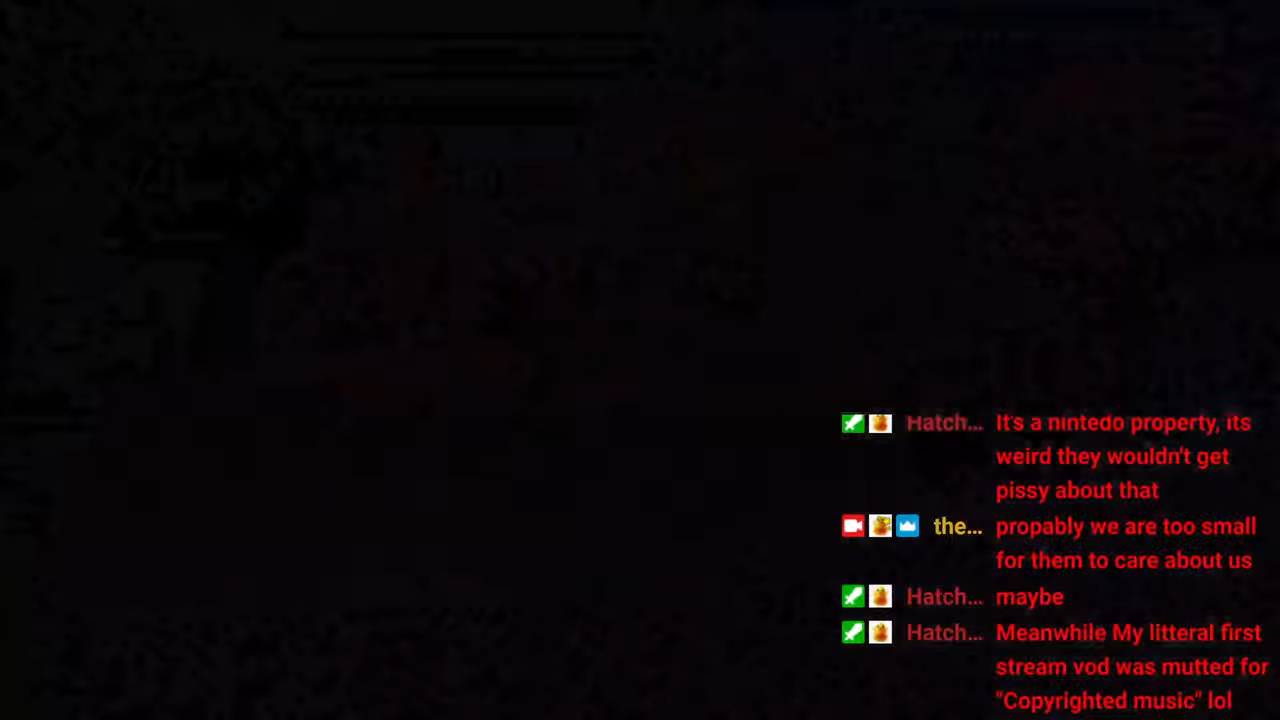 Hatch... It's a nintedo property, its
weird they wouldn't get
pissy about that
the... propably we are too small
for them to care about us
Hatch... maybe
Hatch... Meanwhile My litteral first
stream vod was mutted for
"Copyrighted music" lol